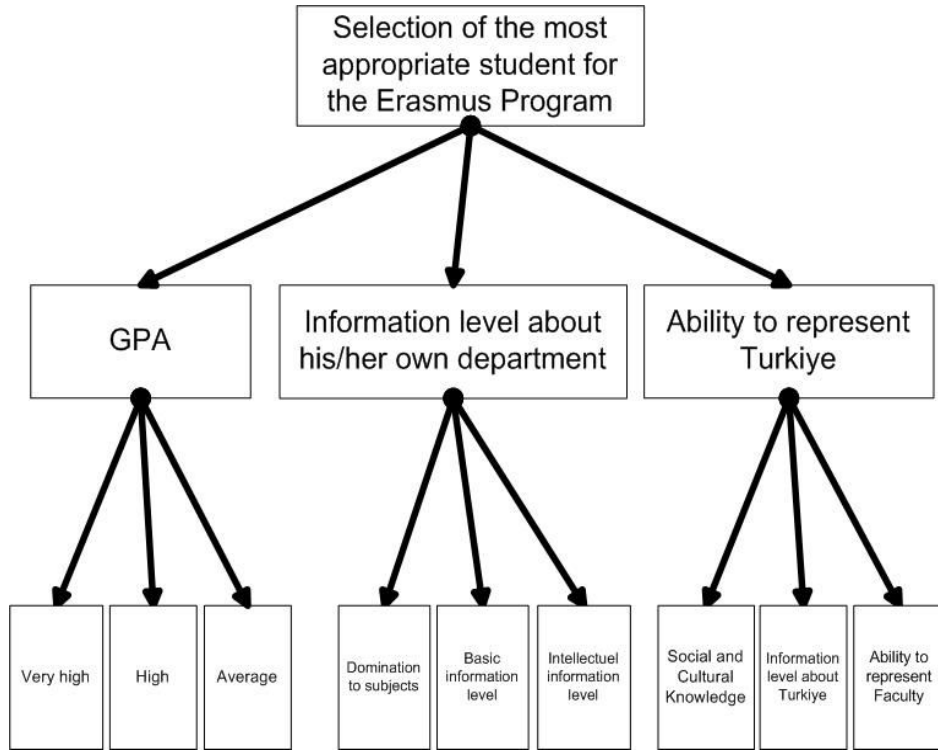 Selection of the most
appropriate student for
the Erasmus Program
GPA
Information level about
his/her own department
Ability to represent
Turkiye
Very high
High
Average
Domination
to subjects
Basic
information
level
Intellectuel
information
level
Social and
Cultural
Knowledge
Information
level about
Turkiye
Ability to
represent
Faculty